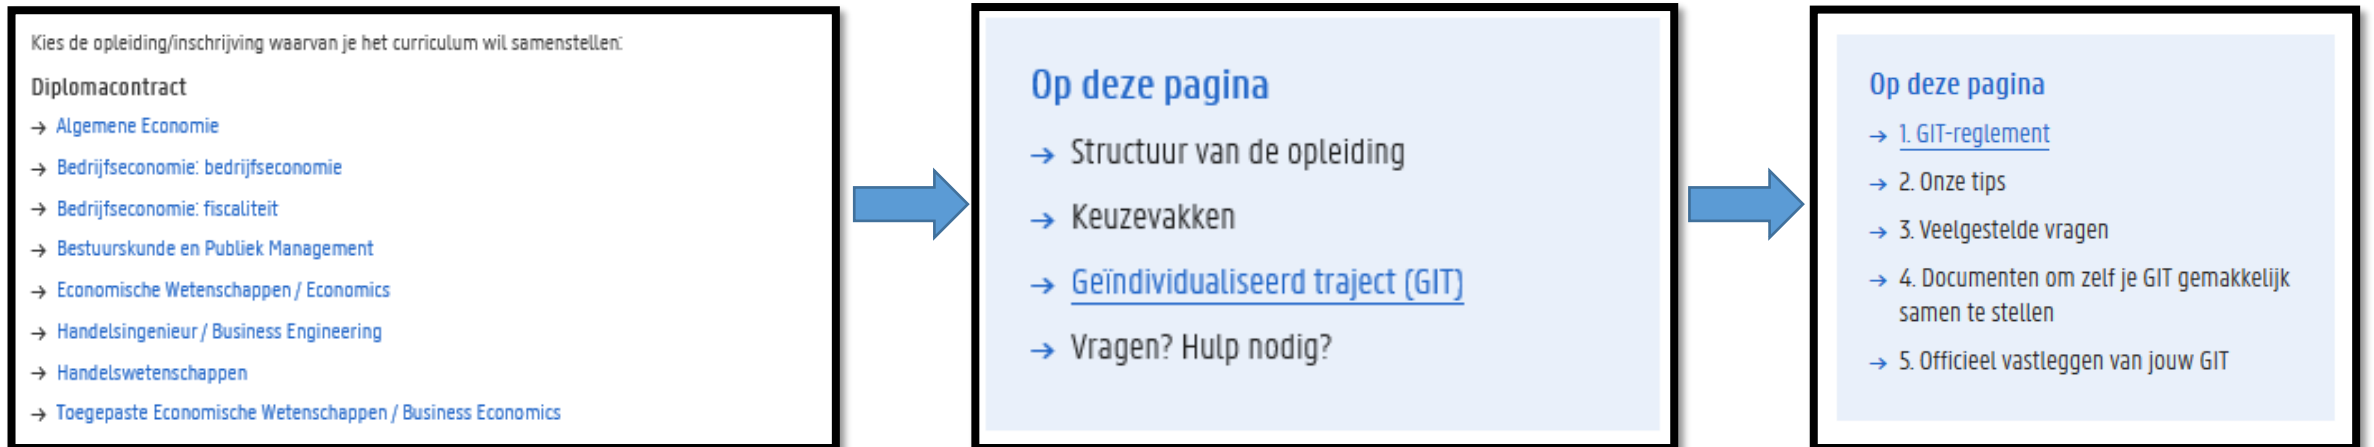 Kies de opleiding/inschrijving waarvan je het curriculum wil samenstellen:
Diplomacontract
→ Algemene Economie
→ Bedrijfseconomie: bedrijfseconomie
→ Bedrijfseconomie: fiscaliteit
→ Bestuurskunde en Publiek Management
→ Economische Wetenschappen / Economics
→ Handelsingenieur / Business Engineering
→ Handelswetenschappen
→ Toegepaste Economische Wetenschappen / Business Economics
Op deze pagina
→ Structuur van de opleiding
→ Keuzevakken
→ Geïndividualiseerd traject (GIT)
→ Vragen? Hulp nodig?
Op deze pagina
→ 1. GIT-reglement
→ 2. Onze tips
→ 3. Veelgestelde vragen
→ 4. Documenten om zelf je GIT gemakkelijk
samen te stellen
→ 5. Officieel vastleggen van jouw GIT